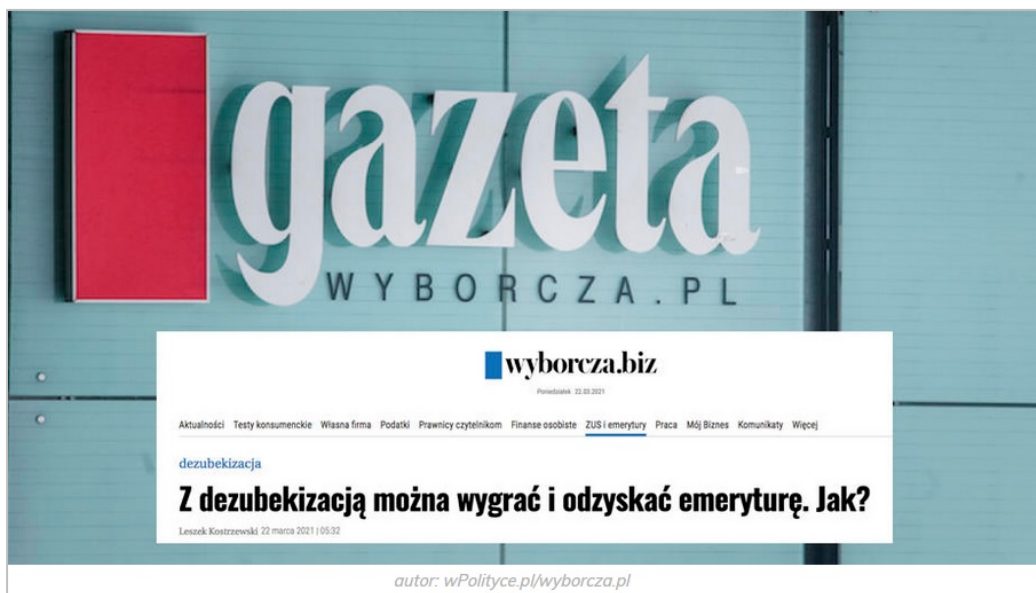 gazeta
WYBORCZA.PL
wyborcza.biz
Poniedziałek 22.03.2021
Aktualności Testy konsumenckie Własna firma Podatki Prawnicy czytelnikom Finanse osobiste ZUS i emerytury Praca Mój Biznes Komunikaty Więcej
dezubekizacja
Z dezubekizacją można wygrać i odzyskać emeryturę. Jak?
Leszek Kostrzewski 22 marca 2021 | 05:32
autor: wPolityce.pl/wyborcza.pl